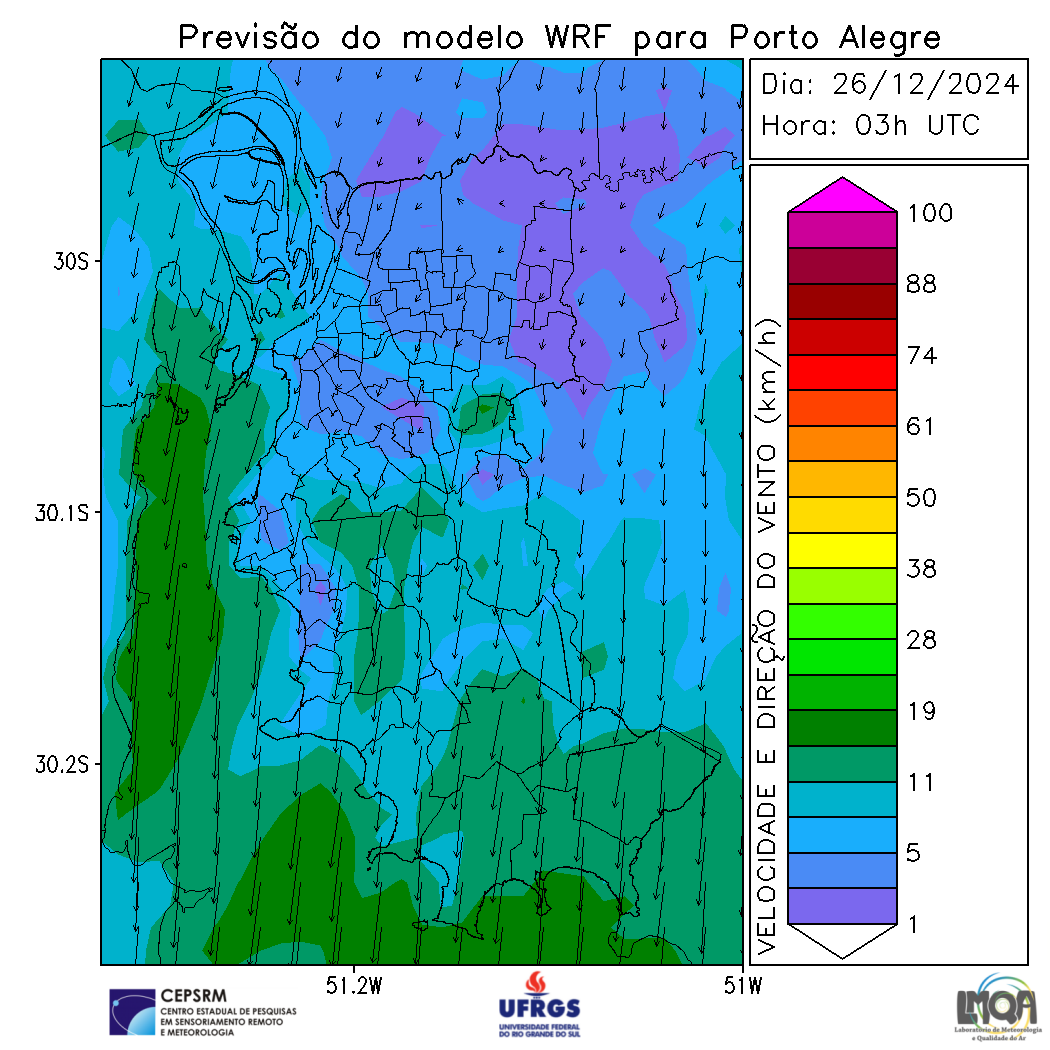 Previsão do modelo WRF para Porto Alegre
Dia: 26/12/2024
Hora: 03h UTC
30S
30.1S
30.2S
51.2W
51W
VELOCIDADE E DIREÇÃO DO VENTO (km/h)
100
88
74
61
50
38
28
19
11
5
1
CEPSRM
CENTRO ESTADUAL DE PESQUISAS
EM SENSORIAMENTO REMOTO
E METEOROLOGIA
UFRGS
UNIVERSIDADE FEDERAL
DO RIO GRANDE DO SUL
LMQA
Laboratório de Meteorologia
e Qualidade do Ar